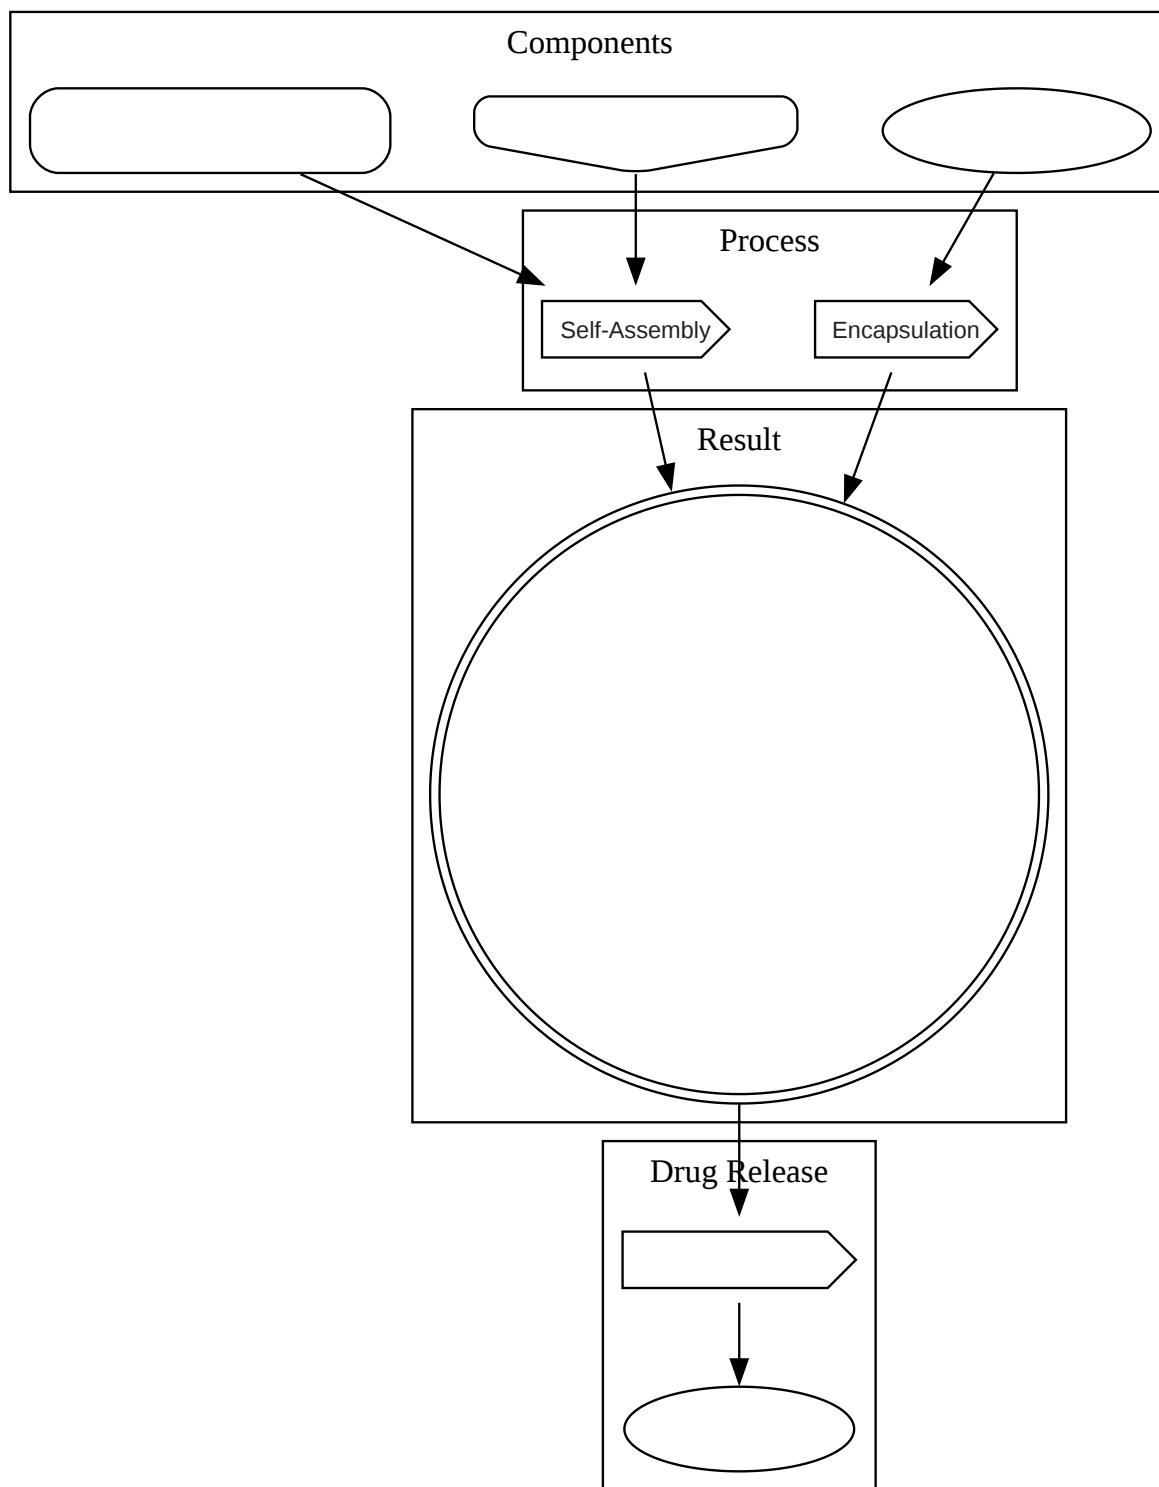 Components
Process
Self-Assembly
Encapsulation
Result
Drug Release